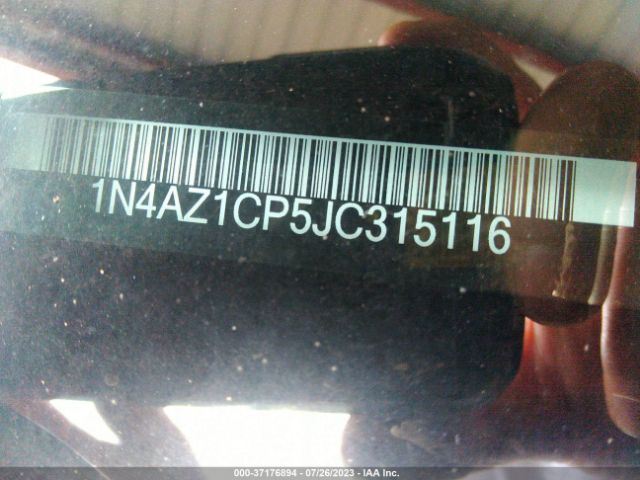 1N4AZ1CP5JC315116
000-37176894 - 07/26/2023 - IAA Inc.